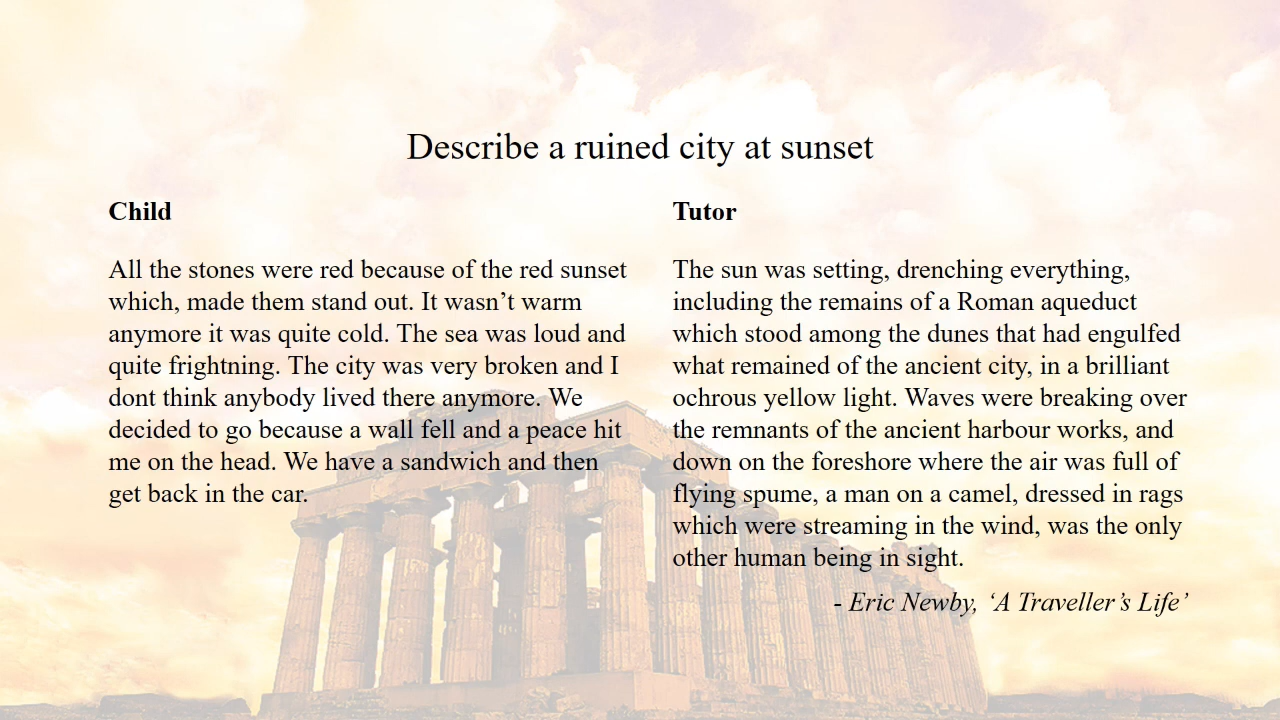 Describe a ruined city at sunset
Child
All the stones were red because of the red sunset
which, made them stand out. It wasn’t warm
anymore it was quite cold. The sea was loud and
quite frightning. The city was very broken and I
dont think anybody lived there anymore. We
decided to go because a wall fell and a peace hit
me on the head. We have a sandwich and then
get back in the car.
Tutor
The sun was setting, drenching everything,
including the remains of a Roman aqueduct
which stood among the dunes that had engulfed
what remained of the ancient city, in a brilliant
ochrous yellow light. Waves were breaking over
the remnants of the ancient harbour works, and
down on the foreshore where the air was full of
flying spume, a man on a camel, dressed in rags
which were streaming in the wind, was the only
other human being in sight.
- Eric Newby, ‘A Traveller’s Life’